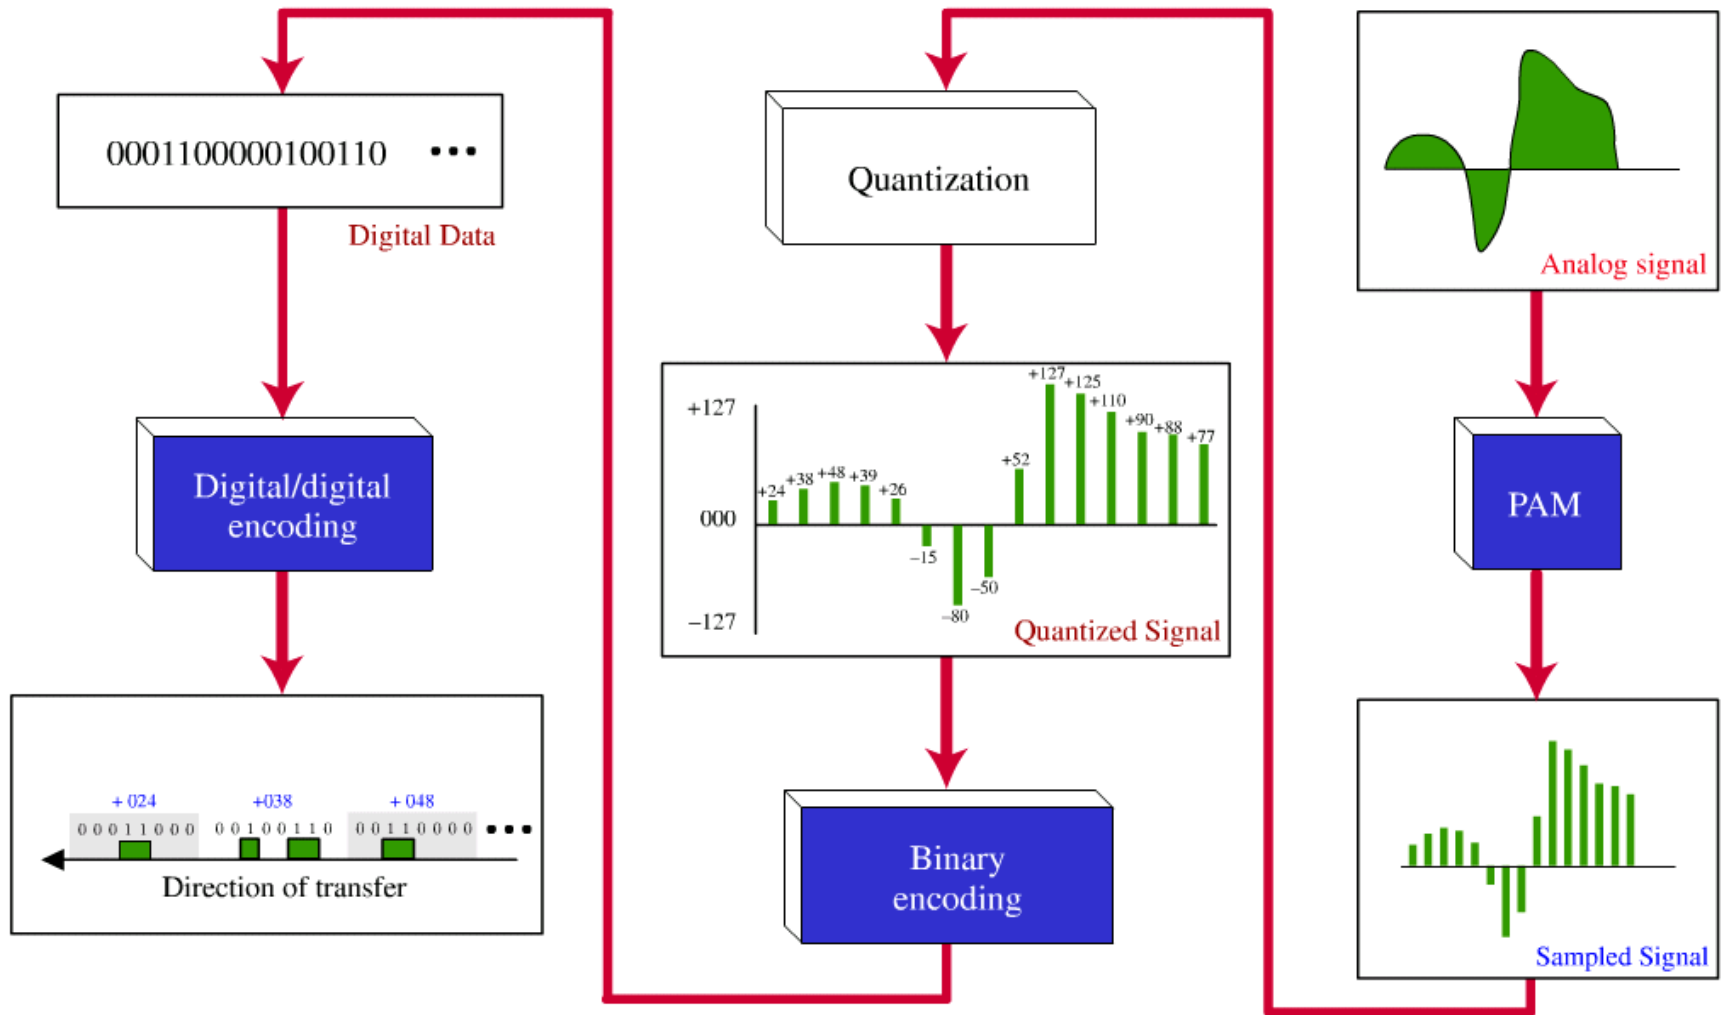 0001100000100110 •••
Digital Data
Digital/digital
encoding
+ 024 +038 + 048
0 0 0 1 1 0 0 0 0 0 1 0 0 1 1 0 0 0 1 1 0 0 0 0 •••
Direction of transfer
Quantization
+127
000
–127
+24
+38
+48
+39
+26
–15
–80
–50
+52
+127
+125
+110
+90
+88
+77
Quantized Signal
Binary
encoding
Analog signal
PAM
Sampled Signal